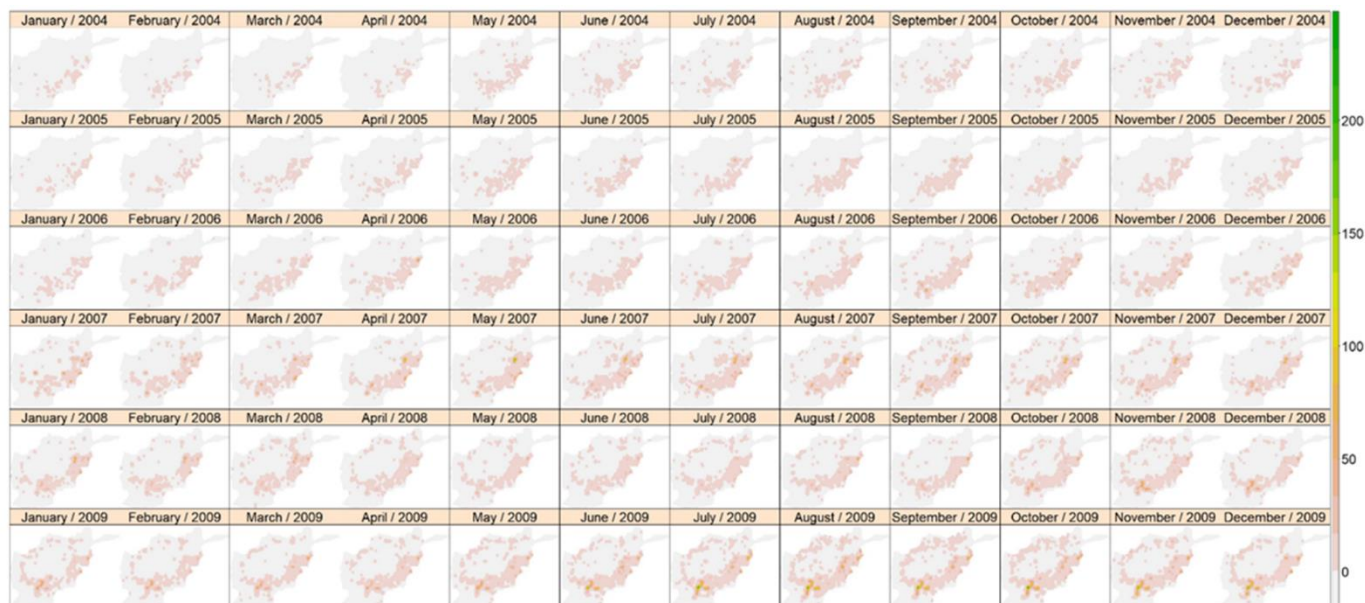 January / 2004 February / 2004 March / 2004 April / 2004 May / 2004 June / 2004 July / 2004 August / 2004 September / 2004 October / 2004 November / 2004 December / 2004
January / 2005 February / 2005 March / 2005 April / 2005 May / 2005 June / 2005 July / 2005 August / 2005 September / 2005 October / 2005 November / 2005 December / 2005
200
January / 2006 February / 2006 March / 2006 April / 2006 May / 2006 June / 2006 July / 2006 August / 2006 September / 2006 October / 2006 November / 2006 December / 2006
150
January / 2007 February / 2007 March / 2007 April / 2007 May / 2007 June / 2007 July / 2007 August / 2007 September / 2007 October / 2007 November / 2007 December / 2007
100
January / 2008 February / 2008 March / 2008 April / 2008 May / 2008 June / 2008 July / 2008 August / 2008 September / 2008 October / 2008 November / 2008 December / 2008
50
January / 2009 February / 2009 March / 2009 April / 2009 May / 2009 June / 2009 July / 2009 August / 2009 September / 2009 October / 2009 November / 2009 December / 2009
0